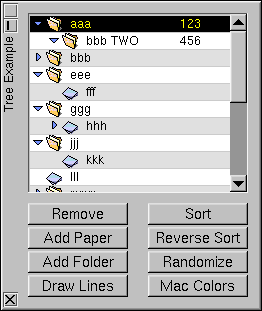 Tree Example
aaa 123
bbb TWO 456
bbb
eee
fff
ggg
hhh
jjj
kkk
lll
Remove Sort
Add Paper Reverse Sort
Add Folder Randomize
Draw Lines Mac Colors